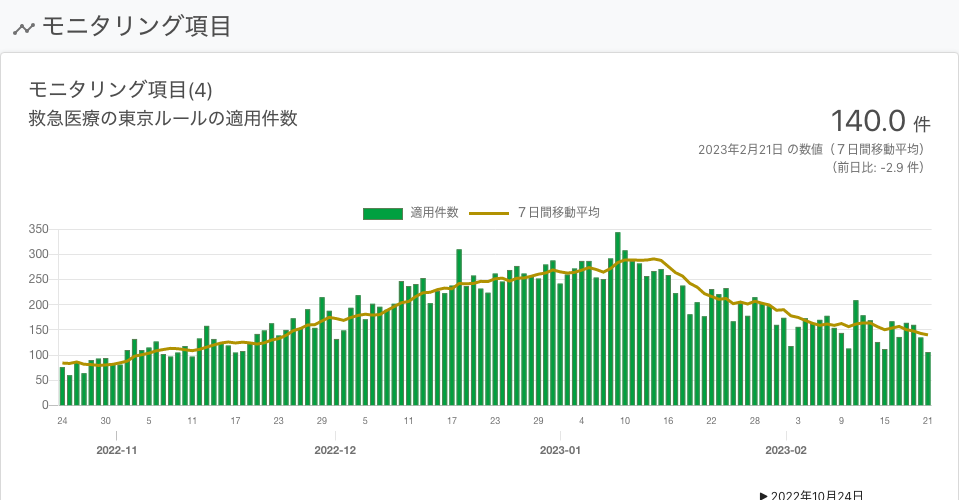 モニタリング項目
モニタリング項目(4)
救急医療の東京ルールの適用件数
140.0 件
2023年2月21日 の数値（７日間移動平均）
（前日比: -2.9 件）
適用件数 ７日間移動平均
350
300
250
200
150
100
50
0
24 30 5 11 17 23 29 5 11 17 23 29 4 10 16 22 28 3 9 15 21
2022-11 2022-12 2023-01 2023-02
▶ 2022年10月24日